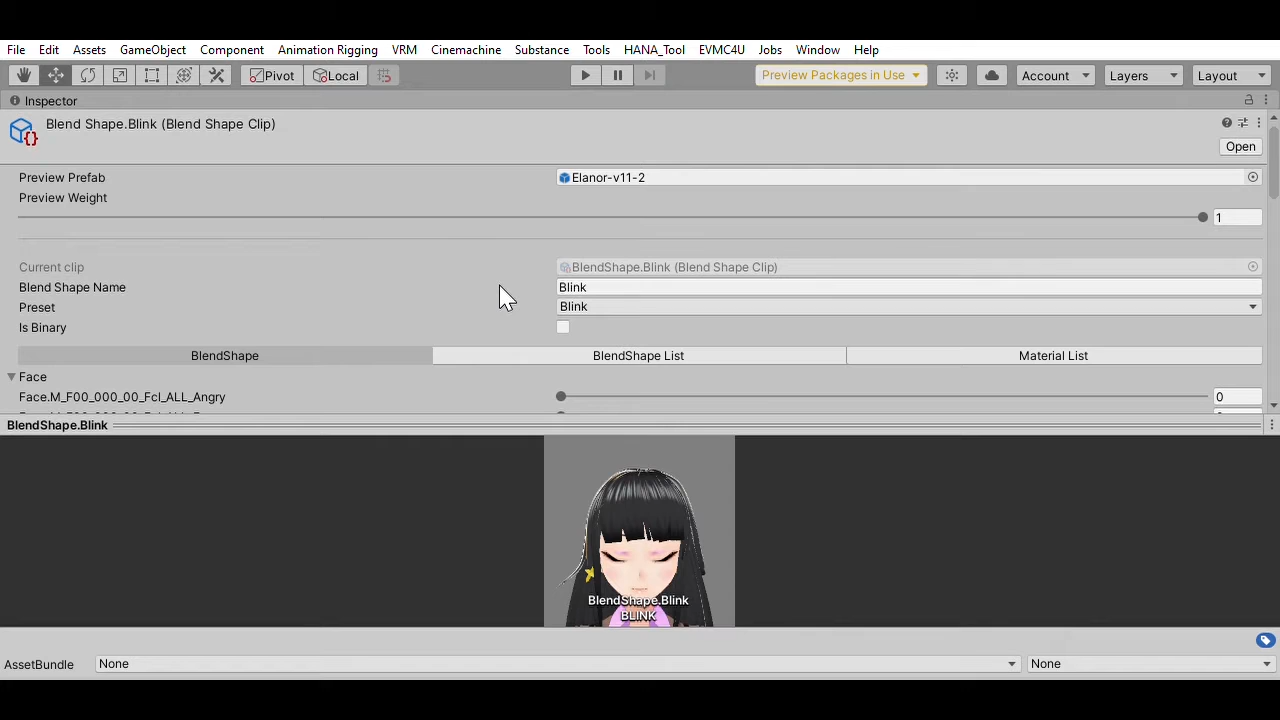 File Edit Assets GameObject Component Animation Rigging VRM Cinemachine Substance Tools HANA_Tool EVMC4U Jobs Window Help
Pivot Local Preview Packages in Use Account Layers Layout
Inspector
Blend Shape.Blink (Blend Shape Clip)
Open
Preview Prefab Elanor-v11-2
Preview Weight
1
Current clip BlendShape.Blink (Blend Shape Clip)
Blend Shape Name Blink
Preset Blink
Is Binary
BlendShape BlendShape List Material List
Face
Face.M_F00_000_00_Fcl_ALL_Angry 0
BlendShape.Blink
BlendShape.Blink
BLINK
AssetBundle None None